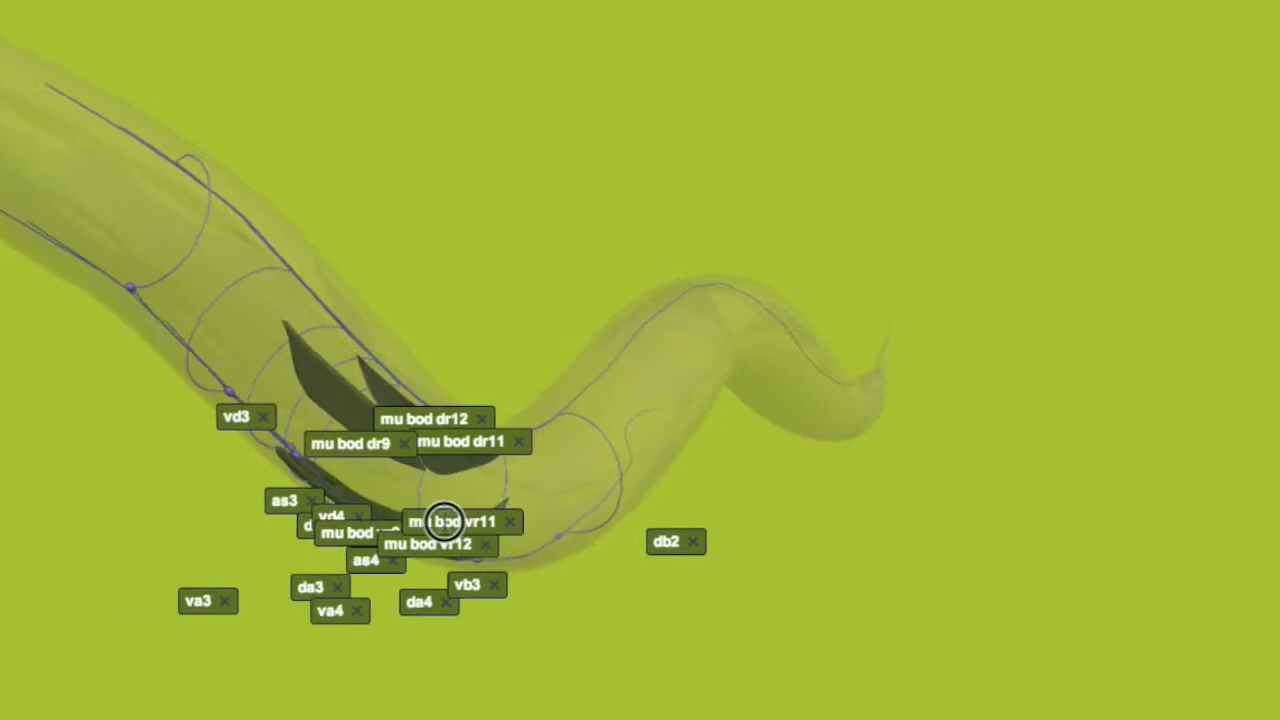 mu bod dr12 ×
vd3 ×
mu bod dr9 ×
mu bod dr11 ×
as3 ×
vd4 ×
mu bod vr11 ×
mu bod
mu bod vr12 ×
as4 ×
db2 ×
da3 ×
vb3 ×
va3 ×
va4 ×
da4 ×